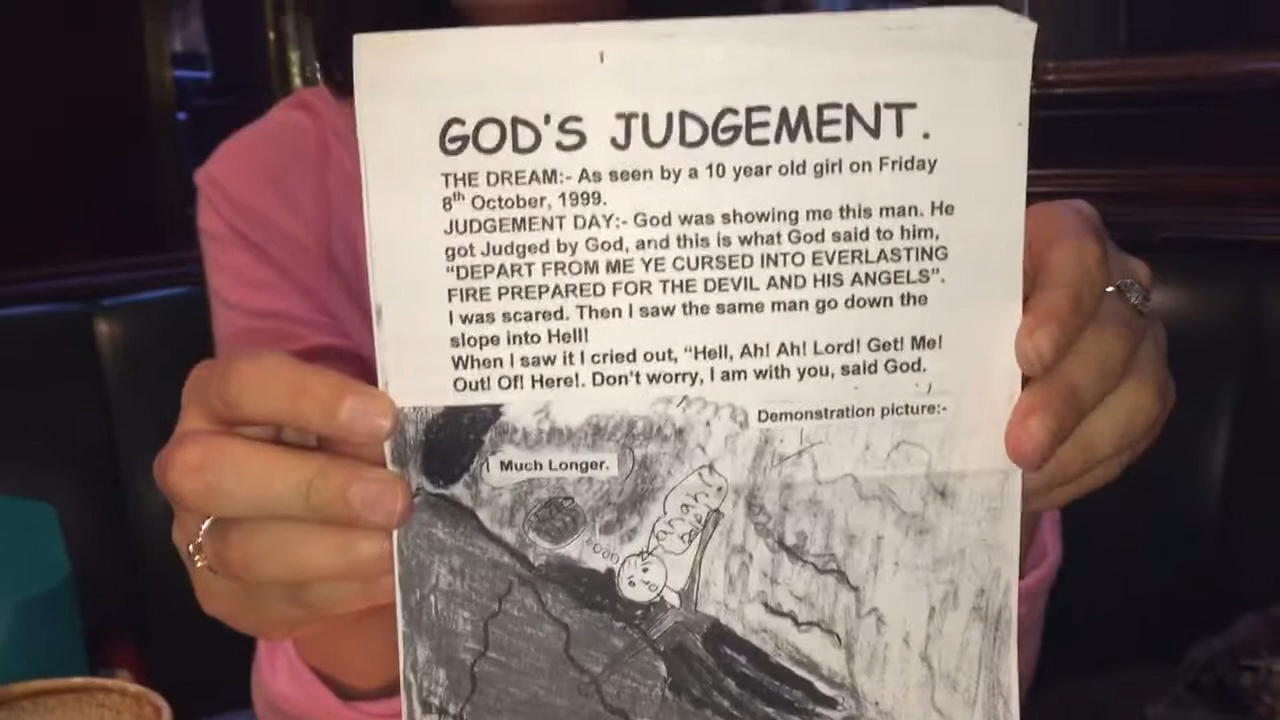 GOD'S JUDGEMENT.
THE DREAM:- As seen by a 10 year old girl on Friday
8th October, 1999.
JUDGEMENT DAY:- God was showing me this man. He
got Judged by God, and this is what God said to him,
“DEPART FROM ME YE CURSED INTO EVERLASTING
FIRE PREPARED FOR THE DEVIL AND HIS ANGELS”.
I was scared. Then I saw the same man go down the
slope into Hell!
When I saw it I cried out, “Hell, Ah! Ah! Lord! Get! Me!
Out! Of! Here!. Don't worry, I am with you, said God.
Demonstration picture:-
Much Longer.